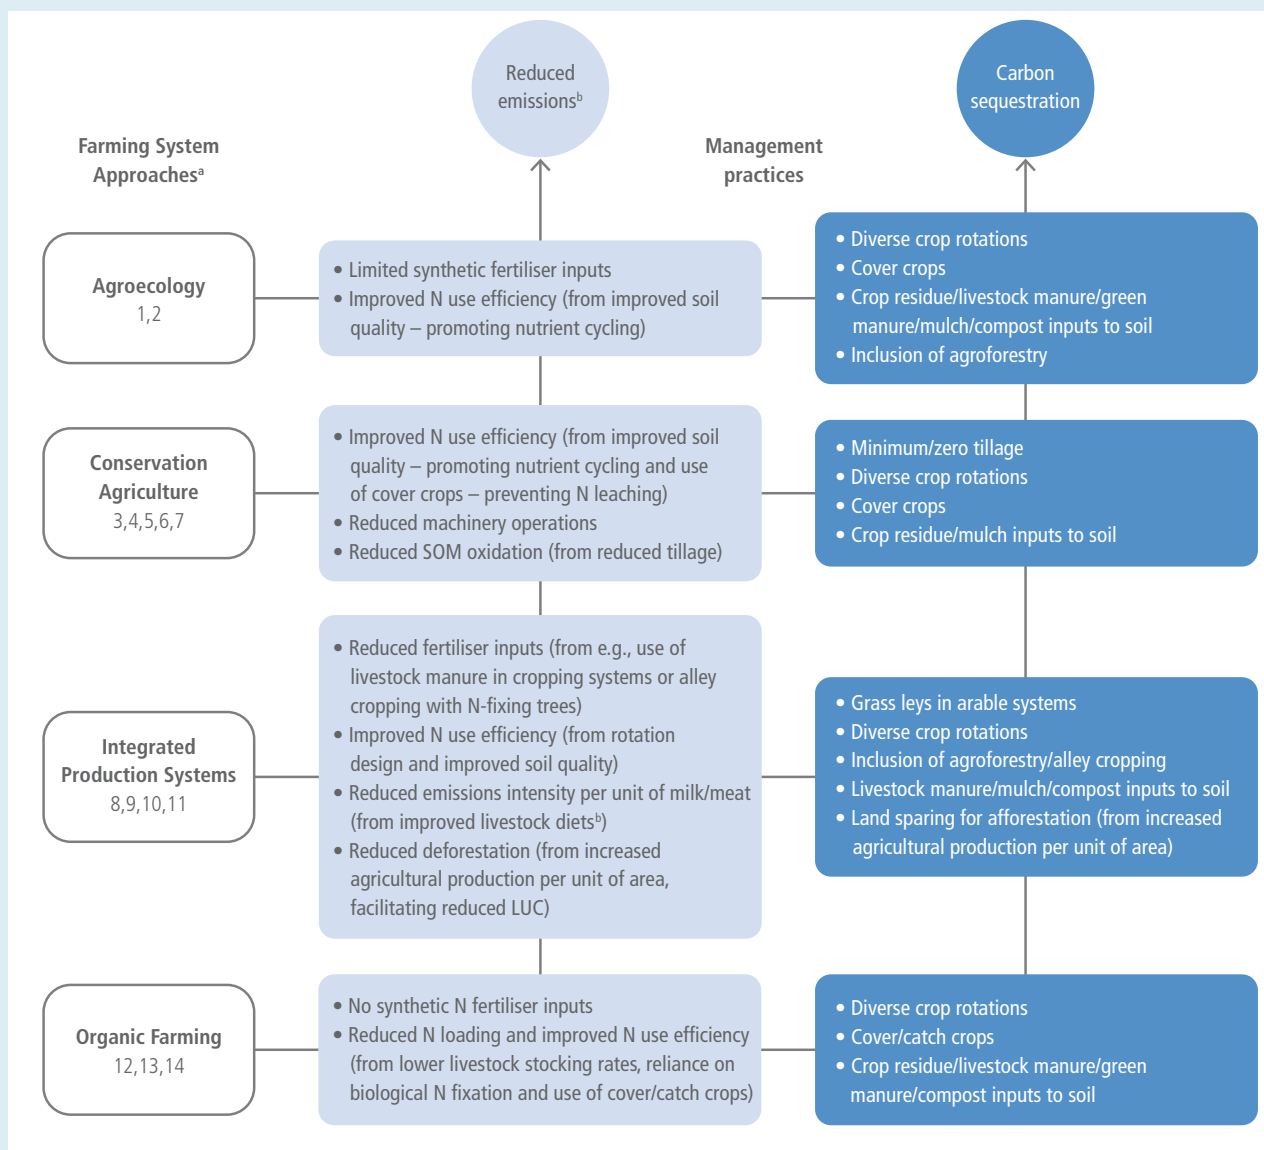 Reduced
emissionsᵇ
Carbon
sequestration
Farming System
Approachesᵃ
Management
practices
Agroecology
1,2
• Limited synthetic fertiliser inputs
• Improved N use efficiency (from improved soil
quality – promoting nutrient cycling)
• Diverse crop rotations
• Cover crops
• Crop residue/livestock manure/green
manure/mulch/compost inputs to soil
• Inclusion of agroforestry
Conservation
Agriculture
3,4,5,6,7
• Improved N use efficiency (from improved soil
quality – promoting nutrient cycling and use
of cover crops – preventing N leaching)
• Reduced machinery operations
• Reduced SOM oxidation (from reduced tillage)
• Minimum/zero tillage
• Diverse crop rotations
• Cover crops
• Crop residue/mulch inputs to soil
Integrated
Production Systems
8,9,10,11
• Reduced fertiliser inputs (from e.g., use of
livestock manure in cropping systems or alley
cropping with N-fixing trees)
• Improved N use efficiency (from rotation
design and improved soil quality)
• Reduced emissions intensity per unit of milk/meat
(from improved livestock dietsᵇ)
• Reduced deforestation (from increased
agricultural production per unit of area,
facilitating reduced LUC)
• Grass leys in arable systems
• Diverse crop rotations
• Inclusion of agroforestry/alley cropping
• Livestock manure/mulch/compost inputs to soil
• Land sparing for afforestation (from increased
agricultural production per unit of area)
Organic Farming
12,13,14
• No synthetic N fertiliser inputs
• Reduced N loading and improved N use efficiency
(from lower livestock stocking rates, reliance on
biological N fixation and use of cover/catch crops)
• Diverse crop rotations
• Cover/catch crops
• Crop residue/livestock manure/green
manure/compost inputs to soil